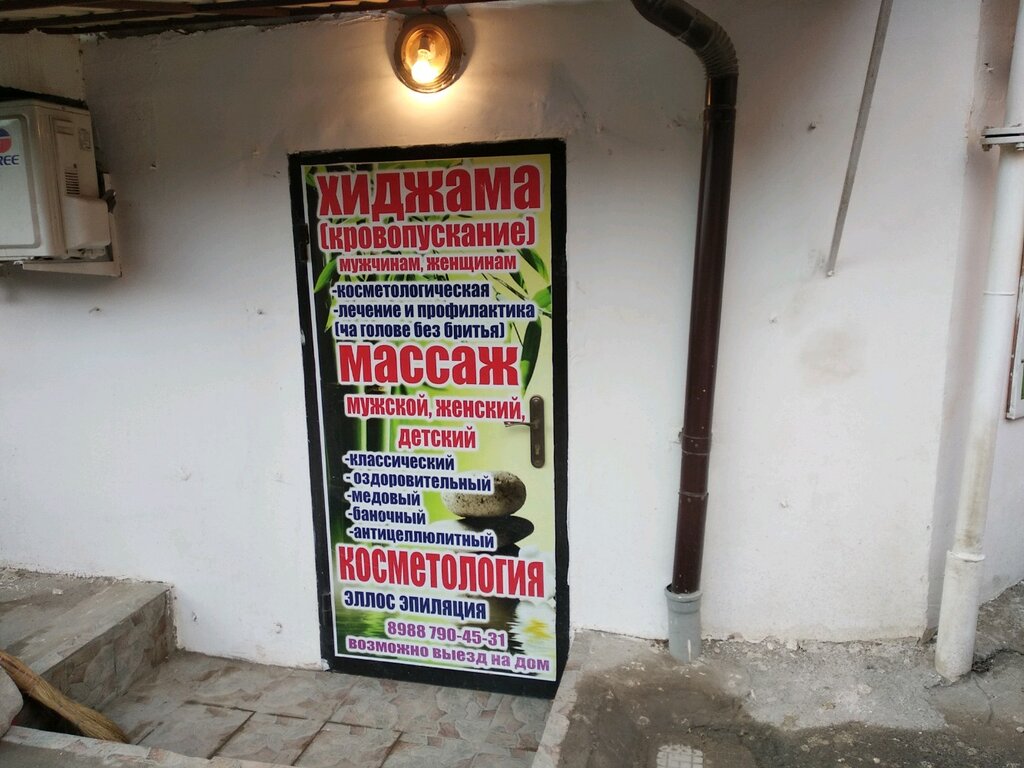 REE
ХИДЖАМА
(кровопускание)
мужчинам, женщинам
-косметологическая
-лечение и профилактика
(на голове без бритья)
МАССАЖ
мужской, женский,
детский
-классический
- оздоровительный
-медовый
-баночный
-антицеллюлитный
КОСМЕТОЛОГИЯ
ЭЛЛОС ЭПИЛЯЦИЯ
8988 790-45-31
возможно выезд на дом